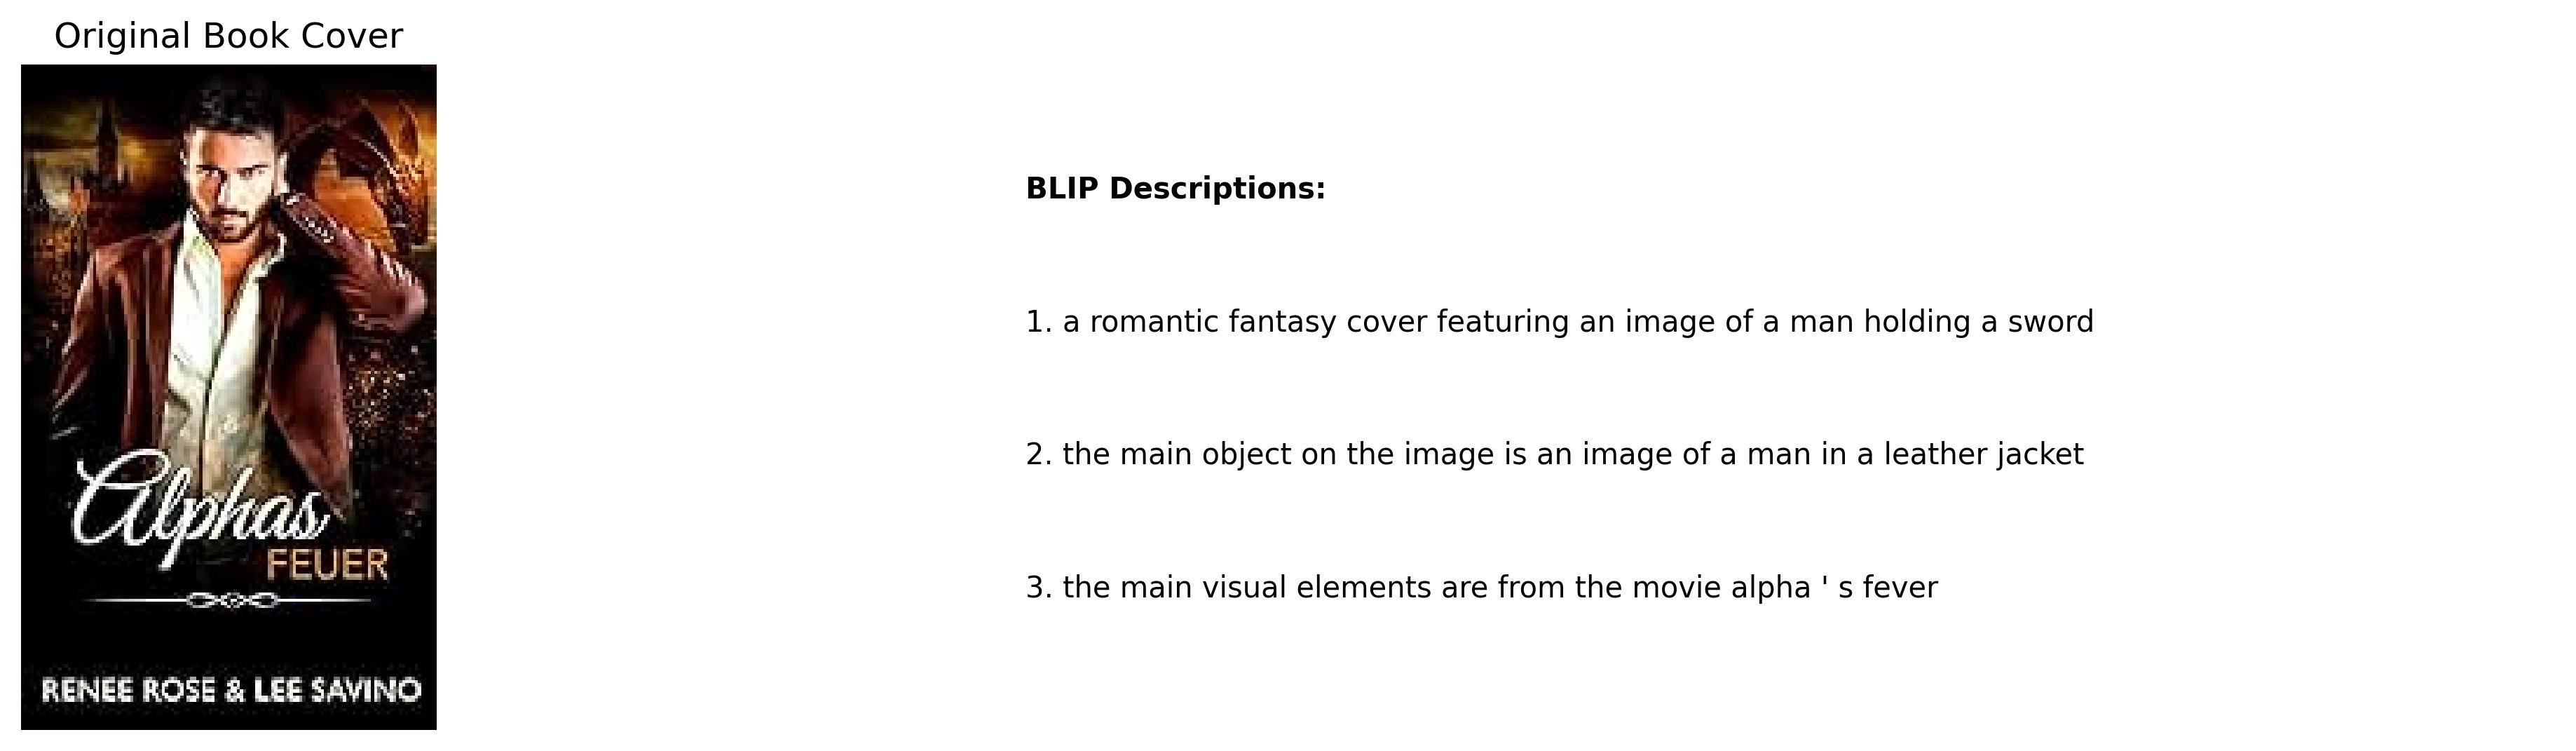 Original Book Cover
Alphas
FEUER
RENEE ROSE & LEE SAVINO
BLIP Descriptions:
1. a romantic fantasy cover featuring an image of a man holding a sword
2. the main object on the image is an image of a man in a leather jacket
3. the main visual elements are from the movie alpha ' s fever